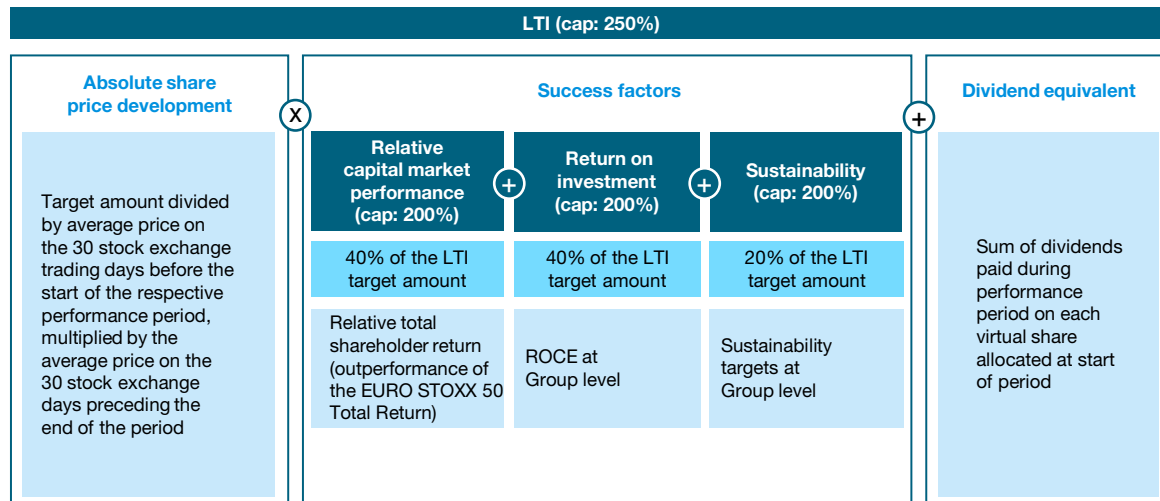 LTI (cap: 250%)
Absolute share
price development
Target amount divided
by average price on
the 30 stock exchange
trading days before the
start of the respective
performance period,
multiplied by the
average price on the
30 stock exchange
days preceding the
end of the period
X
Success factors
Relative
capital market
performance
(cap: 200%)
+
Return on
investment
(cap: 200%)
+
Sustainability
(cap: 200%)
40% of the LTI
target amount
40% of the LTI
target amount
20% of the LTI
target amount
Relative total
shareholder return
(outperformance of
the EURO STOXX 50
Total Return)
ROCE at
Group level
Sustainability
targets at
Group level
+
Dividend equivalent
Sum of dividends
paid during
performance
period on each
virtual share
allocated at start
of period